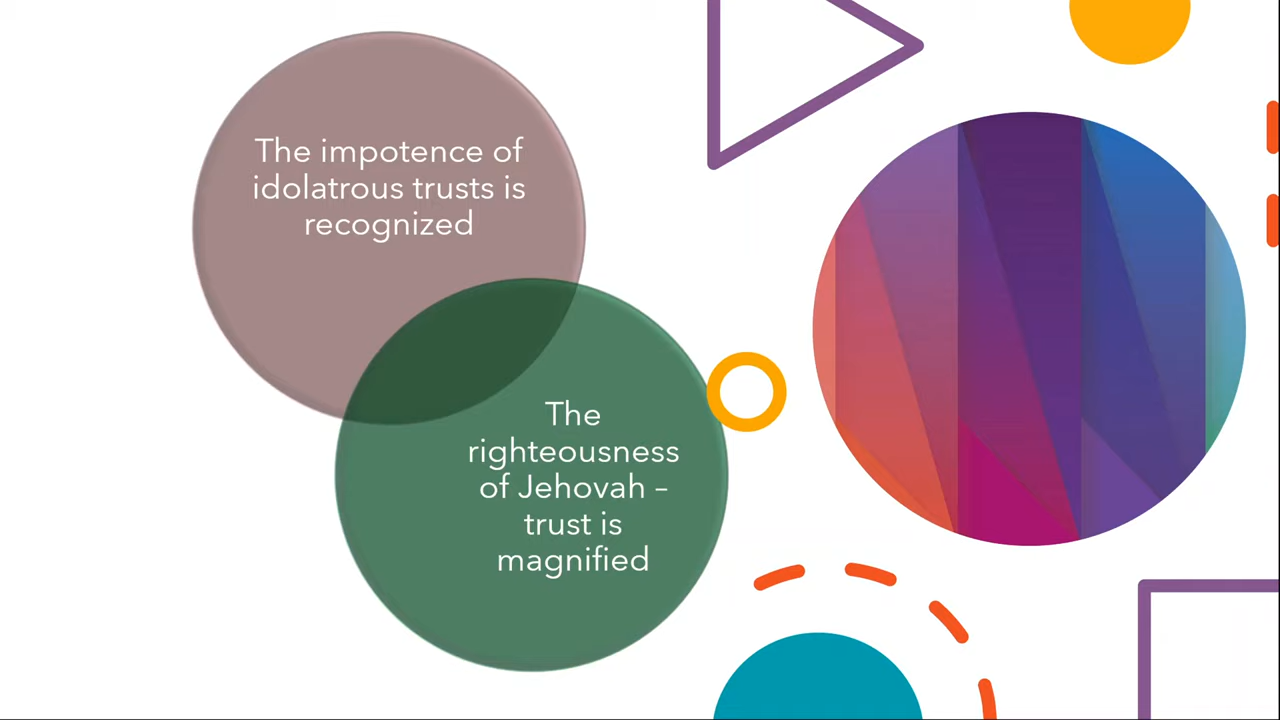 The impotence of
idolatrous trusts is
recognized
The
righteousness
of Jehovah –
trust is
magnified